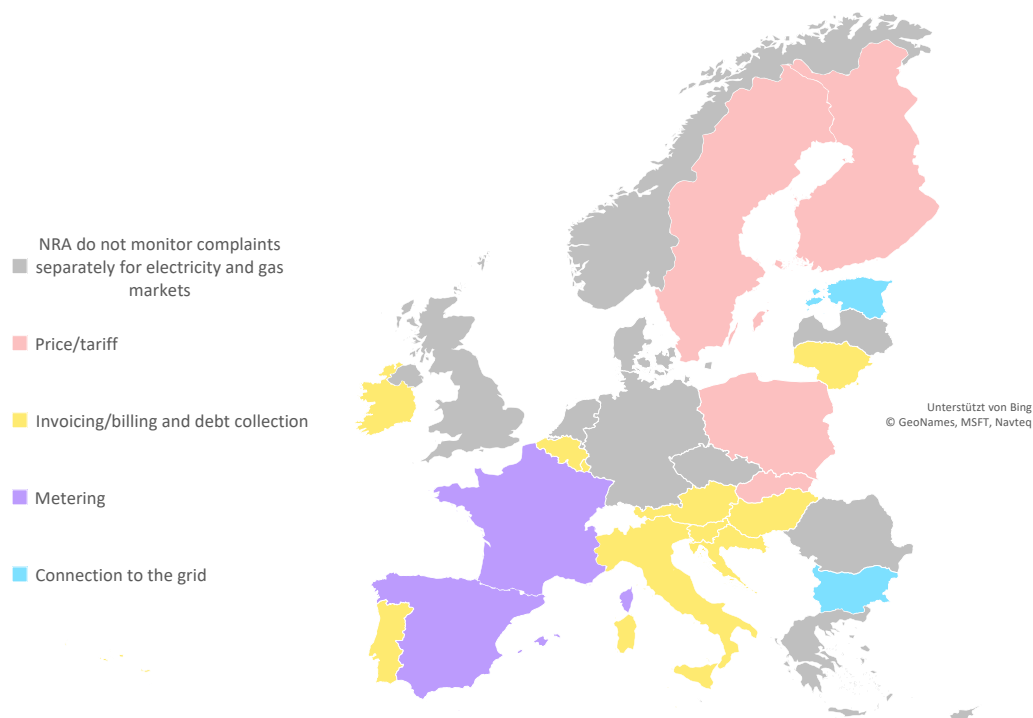 NRA do not monitor complaints
separately for electricity and gas
markets
Price/tariff
Invoicing/billing and debt collection
Metering
Connection to the grid
Unterstützt von Bing
© GeoNames, MSFT, Navteq